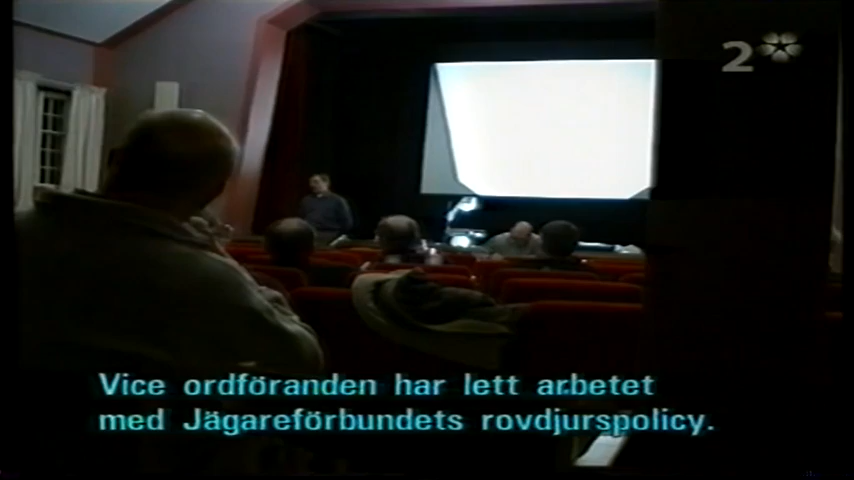 2
Vice ordföranden har lett arbetet
med Jägareförbundets rovdjurspolicy.